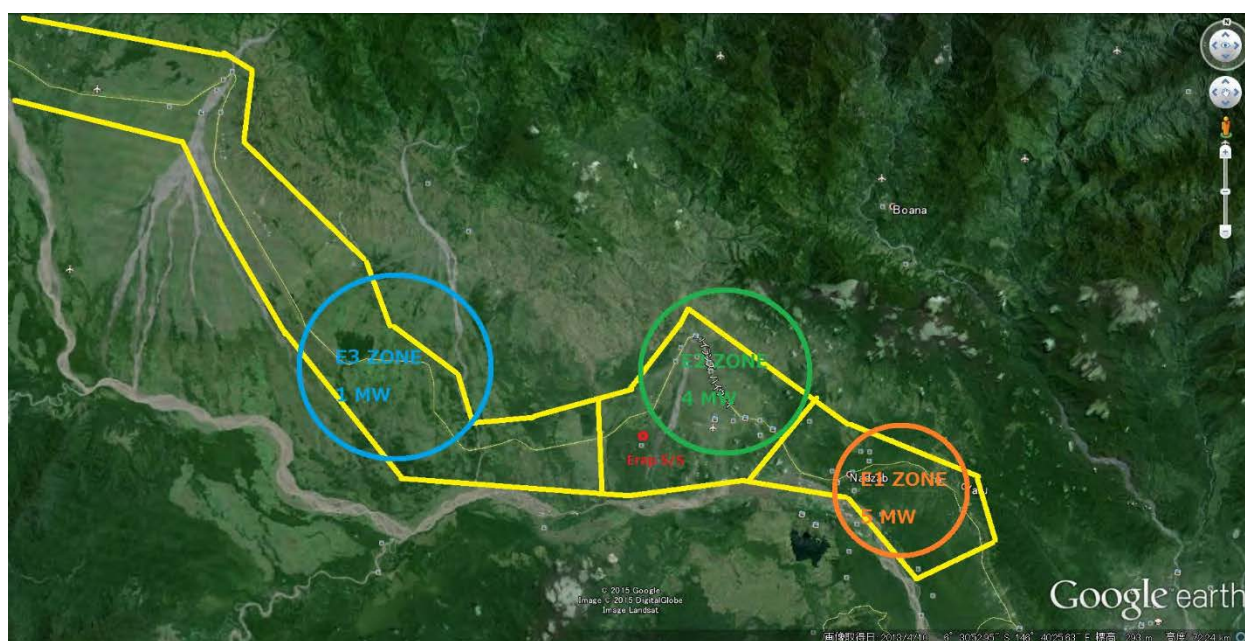 N
Boana
E3 ZONE
1 MW
E2 ZONE
4 MW
Erap S/S
Nadzab
E1 ZONE
5 MW
© 2015 Google
Image © 2015 DigitalGlobe
Image Landsat
Google earth